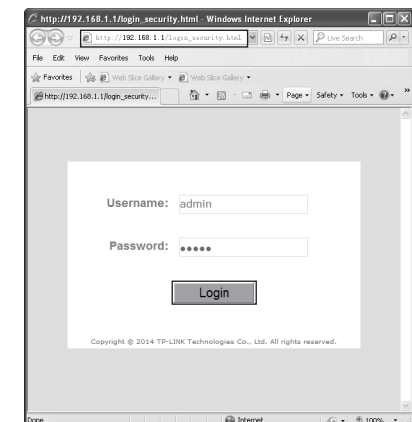 http://192.168.1.1/login_security.html - Windows Internet Explorer
http://192.168.1.1/login_security.html
Live Search
File Edit View Favorites Tools Help
Favorites Web Slice Gallery Web Slice Gallery
http://192.168.1.1/login_security... Page Safety Tools »
Username: admin
Password: •••••
Login
Copyright © 2014 TP-LINK Technologies Co., Ltd. All rights reserved.
Done Internet 100%